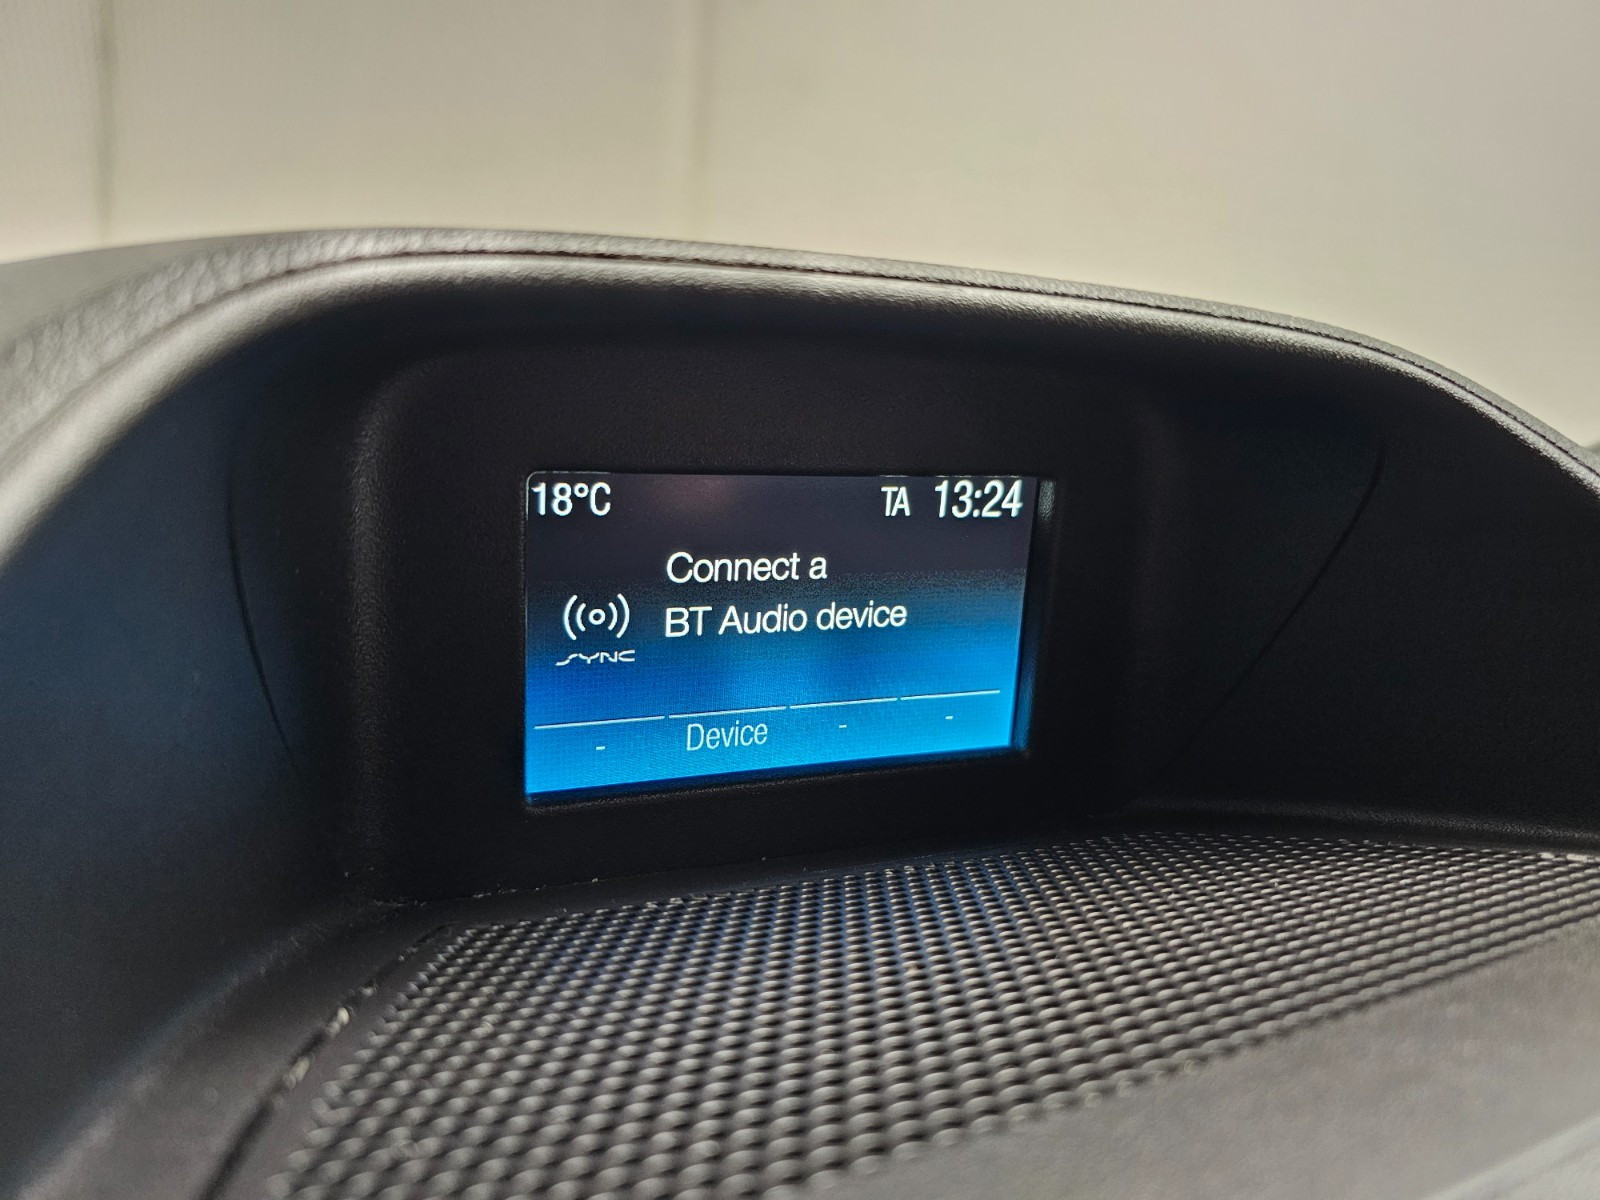 18°C TA 13:24
Connect a
BT Audio device
SYNC
- Device - -